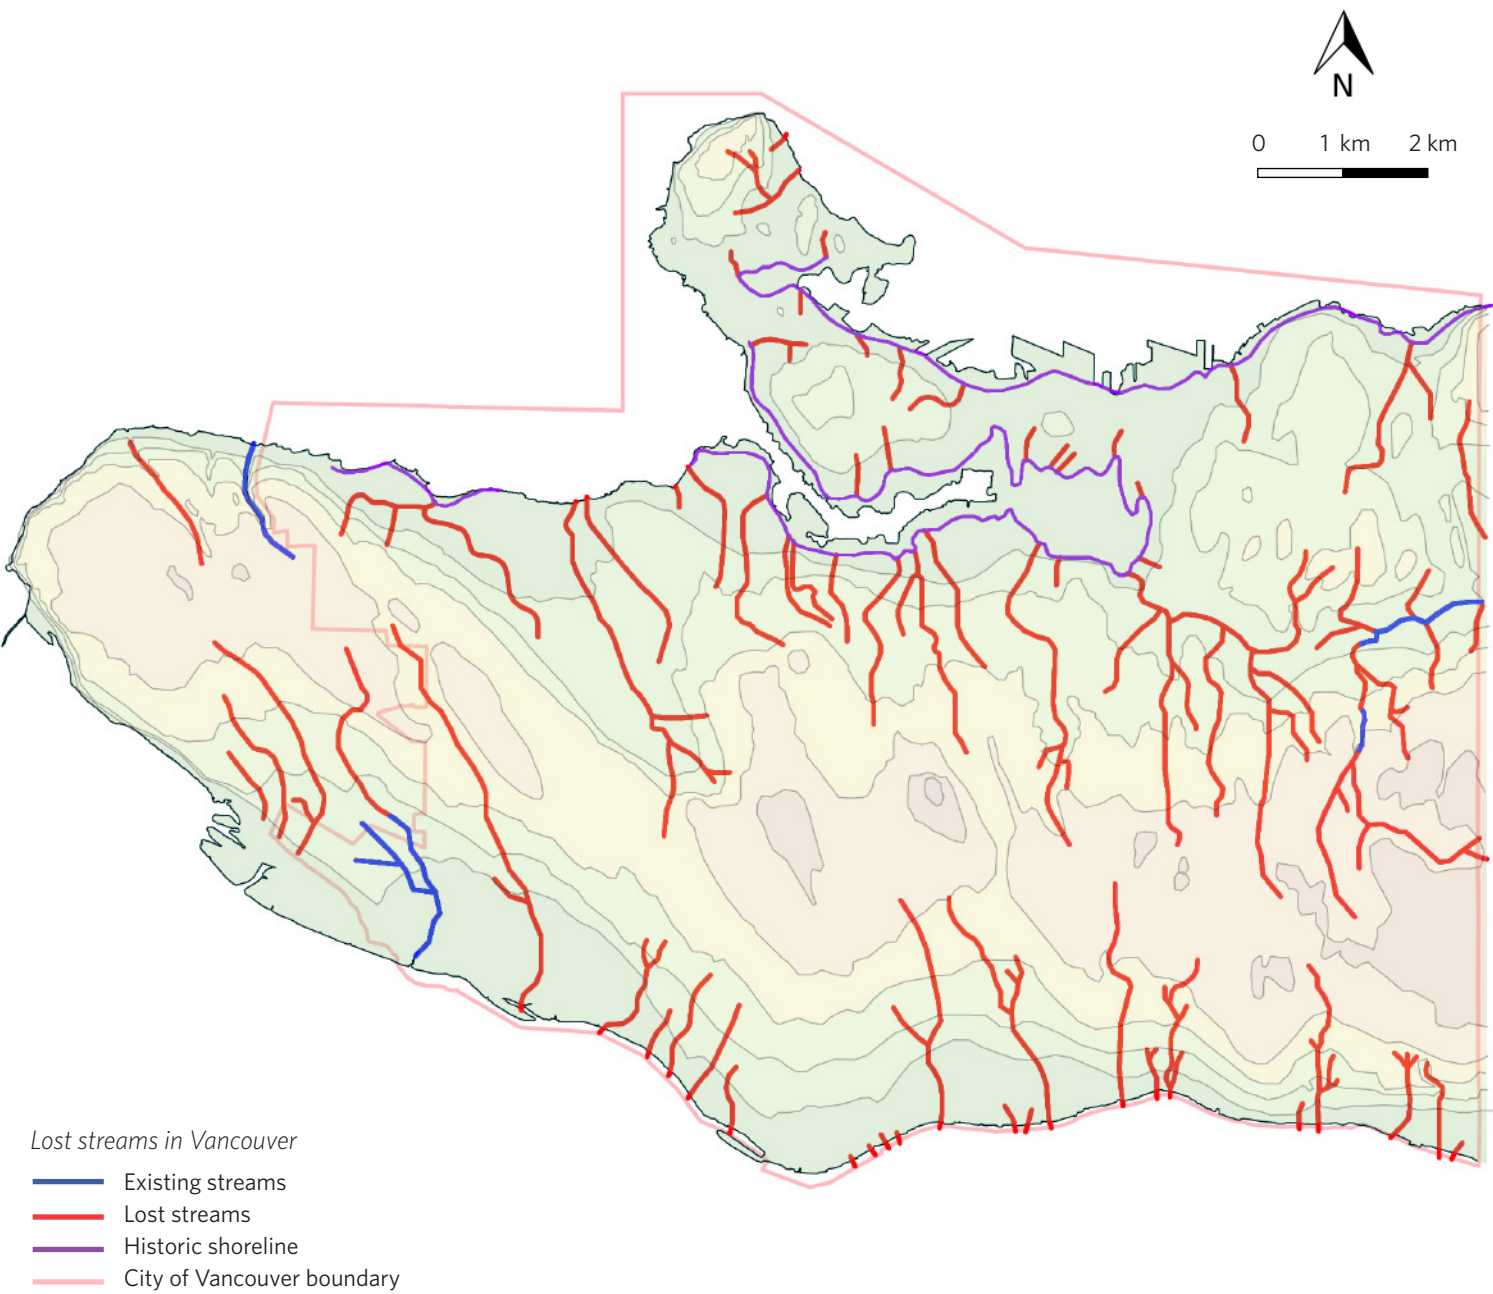 N
0 1 km 2 km
Lost streams in Vancouver
Existing streams
Lost streams
Historic shoreline
City of Vancouver boundary